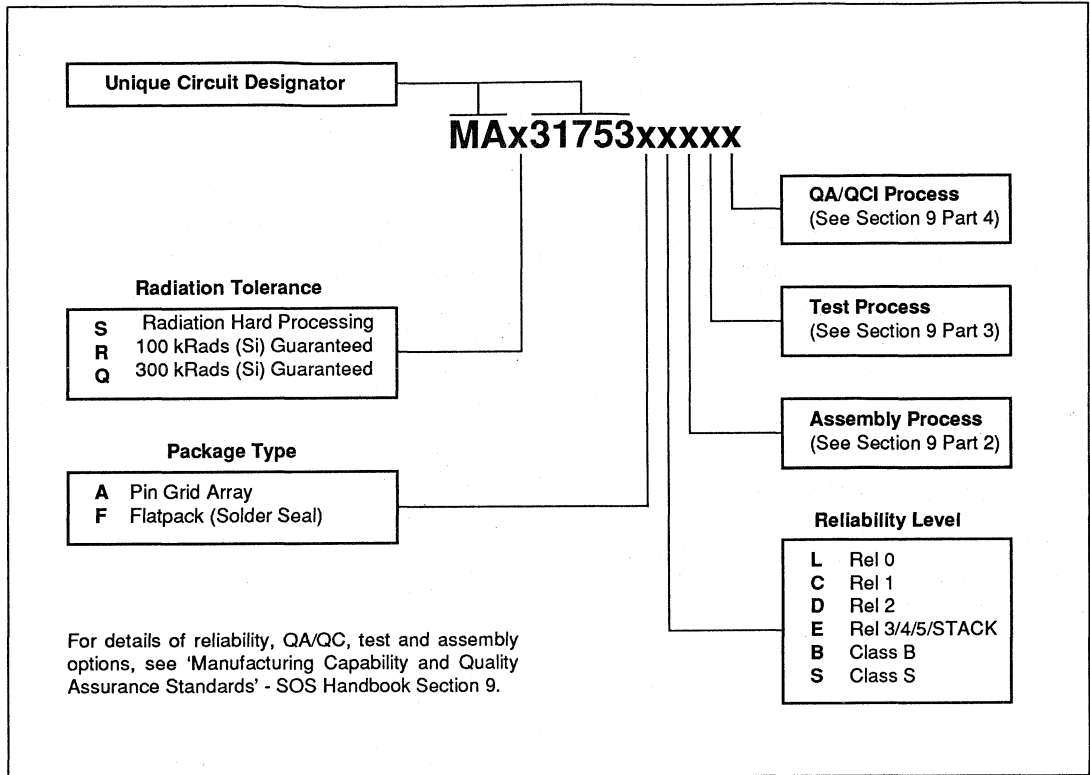 Unique Circuit Designator
MAx31753xxxxx
QA/QCI Process
(See Section 9 Part 4)
Radiation Tolerance
S Radiation Hard Processing
R 100 kRads (Si) Guaranteed
Q 300 kRads (Si) Guaranteed
Test Process
(See Section 9 Part 3)
Assembly Process
(See Section 9 Part 2)
Package Type
A Pin Grid Array
F Flatpack (Solder Seal)
Reliability Level
L Rel 0
C Rel 1
D Rel 2
E Rel 3/4/5/STACK
B Class B
S Class S
For details of reliability, QA/QC, test and assembly
options, see 'Manufacturing Capability and Quality
Assurance Standards' - SOS Handbook Section 9.